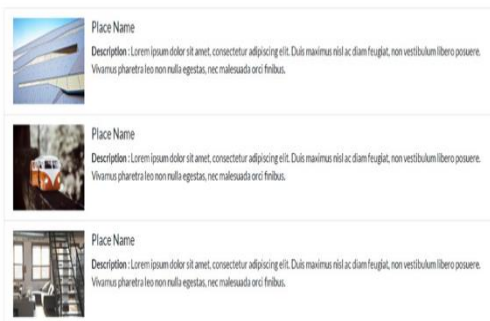 Place Name
Description : Lorem ipsum dolor sit amet, consectetur adipiscing elit. Duis maximus nisl ac diam feugiat, non vestibulum libero posuere.
Vivamus pharetra leo non nulla egestas, nec malesuada orci finibus.
Place Name
Description : Lorem ipsum dolor sit amet, consectetur adipiscing elit. Duis maximus nisl ac diam feugiat, non vestibulum libero posuere.
Vivamus pharetra leo non nulla egestas, nec malesuada orci finibus.
Place Name
Description : Lorem ipsum dolor sit amet, consectetur adipiscing elit. Duis maximus nisl ac diam feugiat, non vestibulum libero posuere.
Vivamus pharetra leo non nulla egestas, nec malesuada orci finibus.